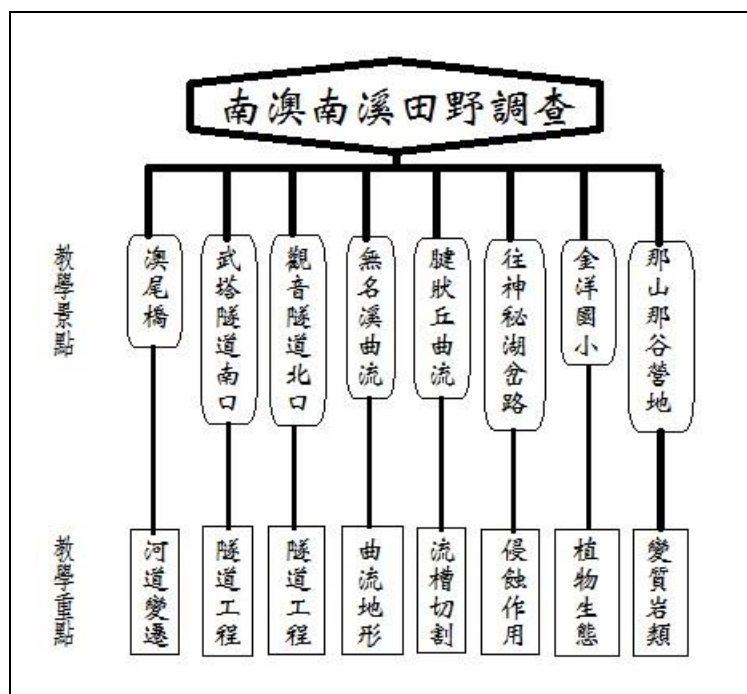 南澳南溪田野調查
教學景點
澳尾橋
武塔隧道南口
觀音隧道北口
無名溪曲流
腱狀丘曲流
往神秘湖岔路
金洋國小
那山那谷營地
教學重點
河道變遷
隧道工程
隧道工程
曲流地形
流槽切割
侵蝕作用
植物生態
變質岩類